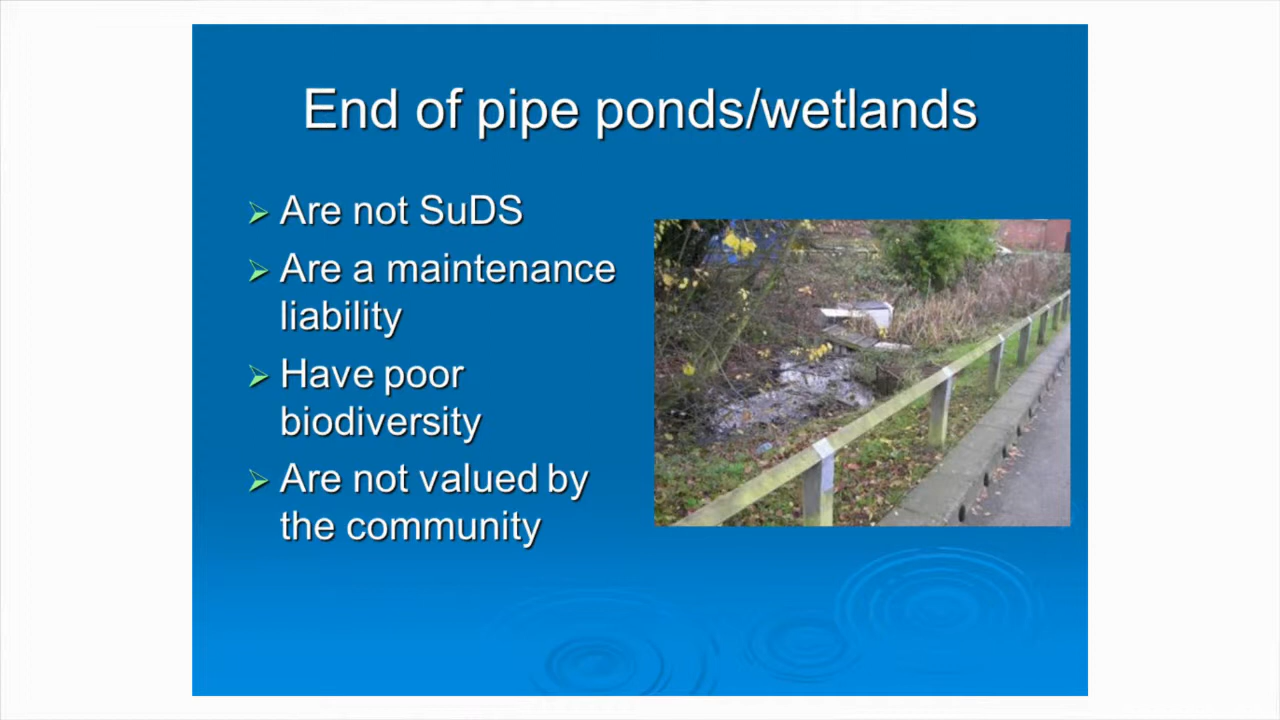 End of pipe ponds/wetlands
Are not SuDS
Are a maintenance
liability
Have poor
biodiversity
Are not valued by
the community